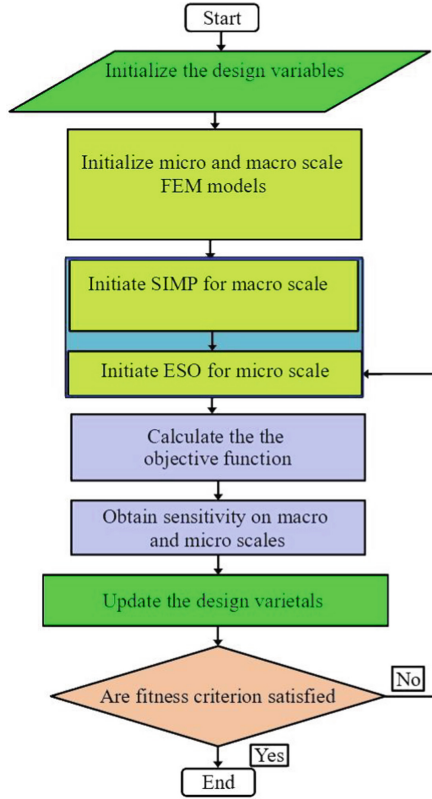 Start
Initialize the design variables
Initialize micro and macro scale
FEM models
Initiate SIMP for macro scale
Initiate ESO for micro scale
Calculate the the
objective function
Obtain sensitivity on macro
and micro scales
Update the design varietals
Are fitness criterion satisfied
No
Yes
End